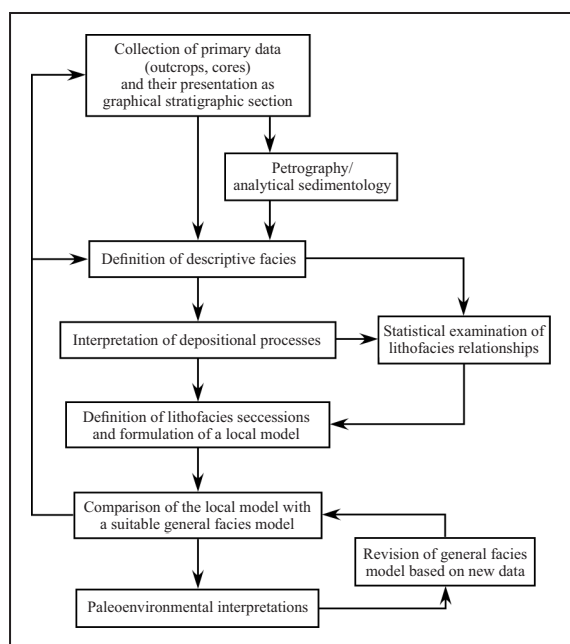 Collection of primary data
(outcrops, cores)
and their presentation as
graphical stratigraphic section
Petrography/
analytical sedimentology
Definition of descriptive facies
Interpretation of depositional processes
Statistical examination of
lithofacies relationships
Definition of lithofacies seccessions
and formulation of a local model
Comparison of the local model with
a suitable general facies model
Revision of general facies
model based on new data
Paleoenvironmental interpretations